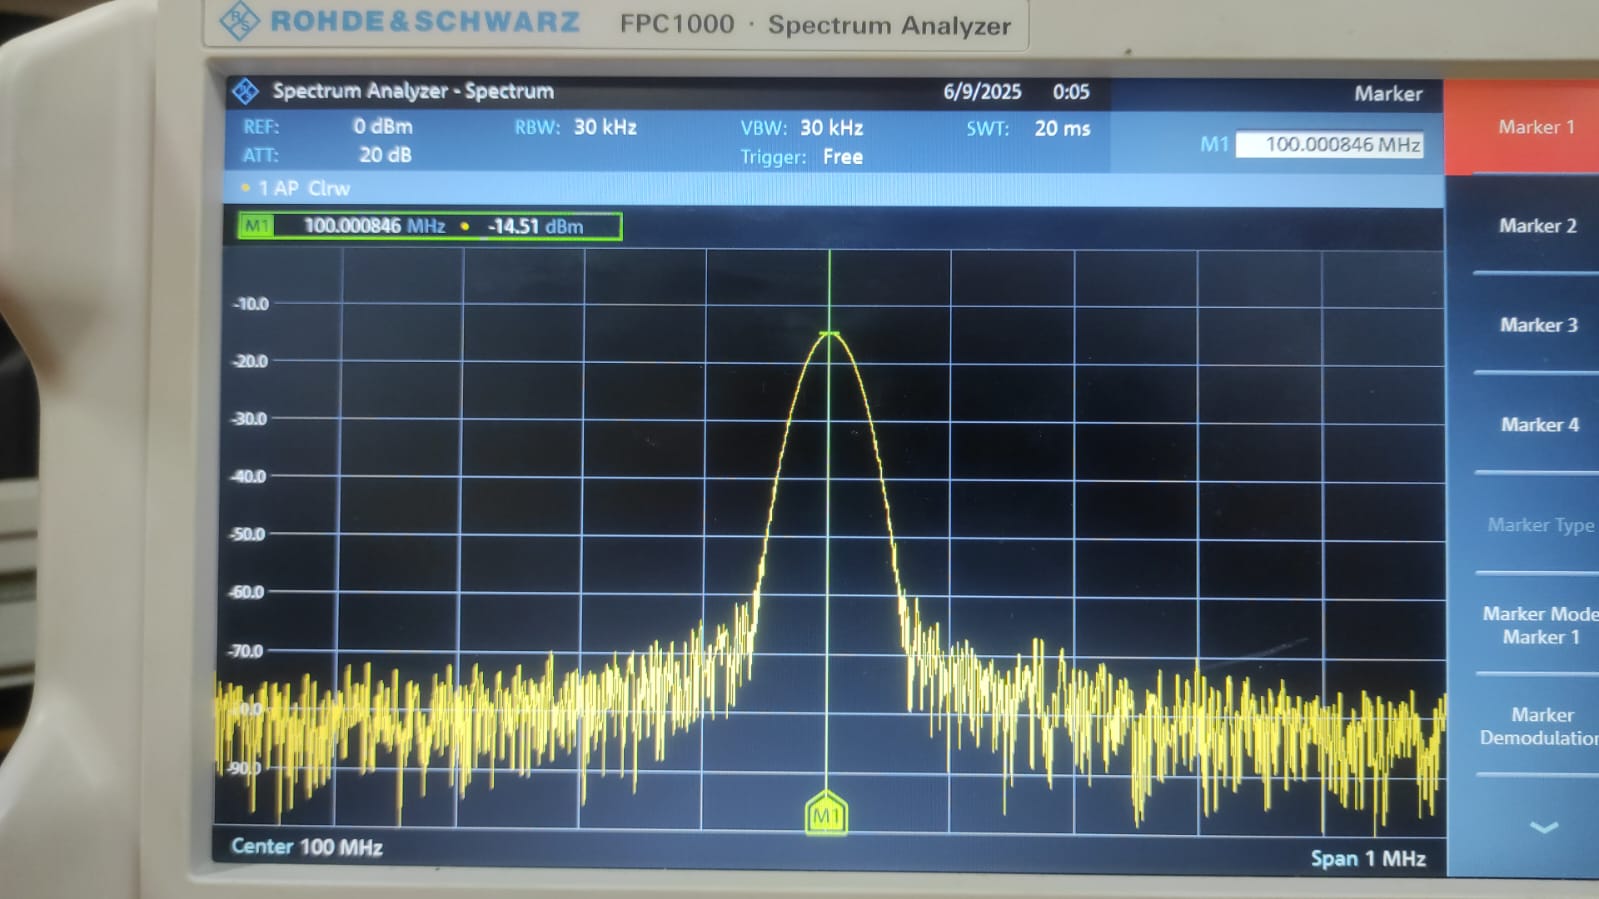 ROHDE & SCHWARZ FPC1000 · Spectrum Analyzer
Spectrum Analyzer - Spectrum 6/9/2025 0:05 Marker
REF: 0 dBm RBW: 30 kHz VBW: 30 kHz SWT: 20 ms
ATT: 20 dB Trigger: Free
M1 100.000846 MHz
1 AP Clrw
M1 100.000846 MHz -14.51 dBm
-10.0
-20.0
-30.0
-40.0
-50.0
-60.0
-70.0
-90.0
M1
Center 100 MHz Span 1 MHz
Marker 1
Marker 2
Marker 3
Marker 4
Marker Type
Marker Mode
Marker 1
Marker
Demodulation